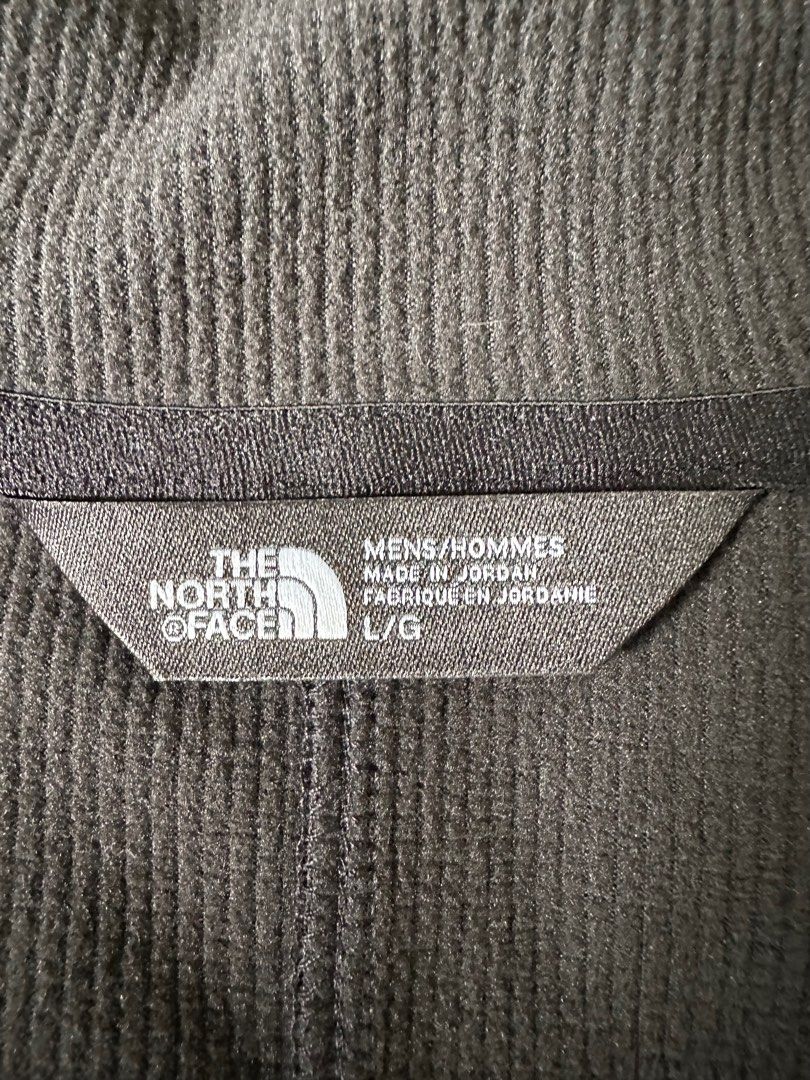 THE
NORTH
©FACE
MENS/HOMMES
MADE IN JORDAN
FABRIQUE EN JORDANIE
L/G